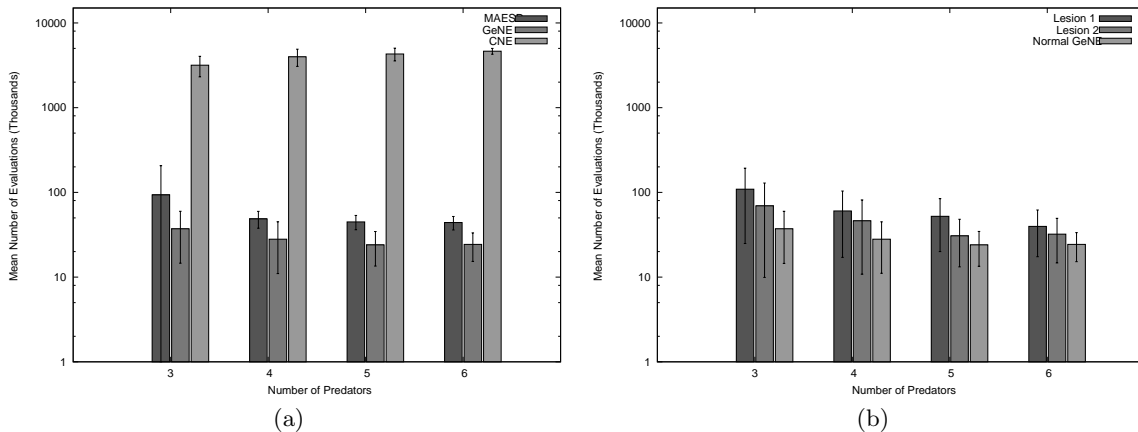 10000
1000
100
10
1
Mean Number of Evaluations (Thousands)
MAESP
GeNE
CNE
3 4 5 6
Number of Predators
(a)
10000
1000
100
10
1
Mean Number of Evaluations (Thousands)
Lesion 1
Lesion 2
Normal GeNE
3 4 5 6
Number of Predators
(b)